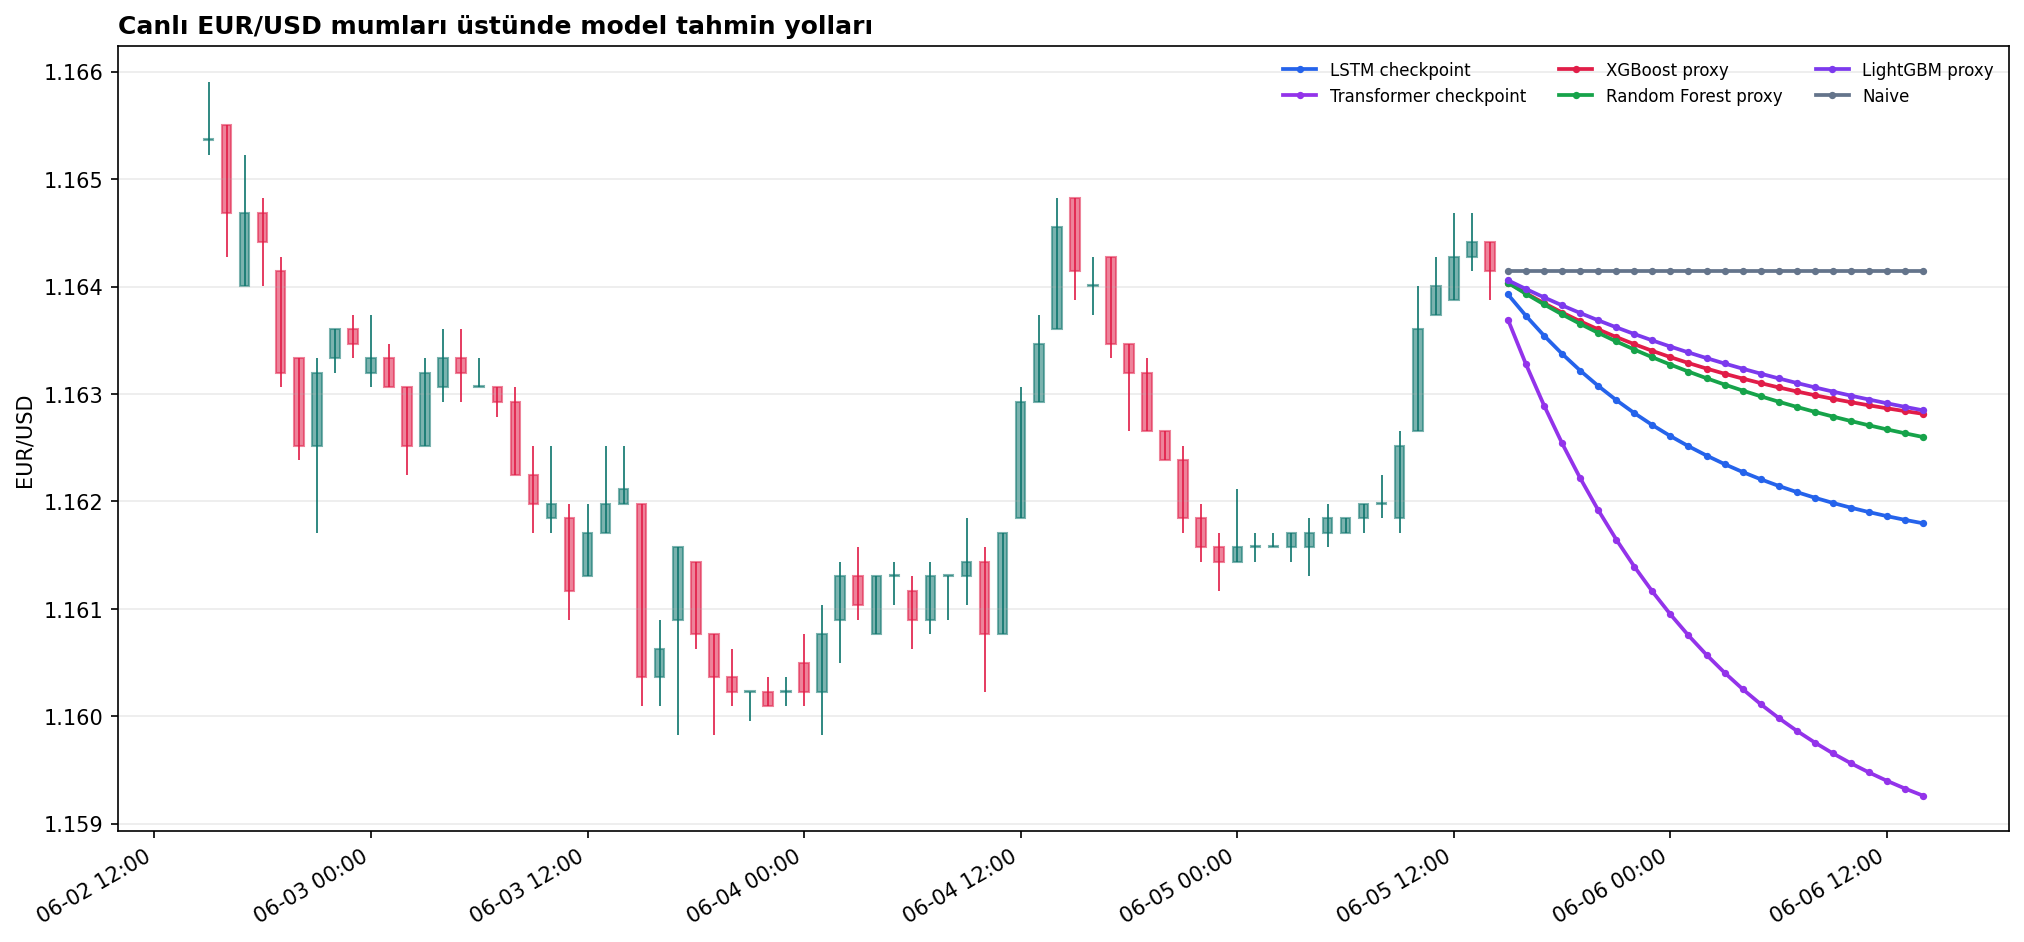 Canlı EUR/USD mumları üstünde model tahmin yolları
LSTM checkpoint
Transformer checkpoint
XGBoost proxy
Random Forest proxy
LightGBM proxy
Naive
EUR/USD
1.166
1.165
1.164
1.163
1.162
1.161
1.160
1.159
06-02 12:00
06-03 00:00
06-03 12:00
06-04 00:00
06-04 12:00
06-05 00:00
06-05 12:00
06-06 00:00
06-06 12:00